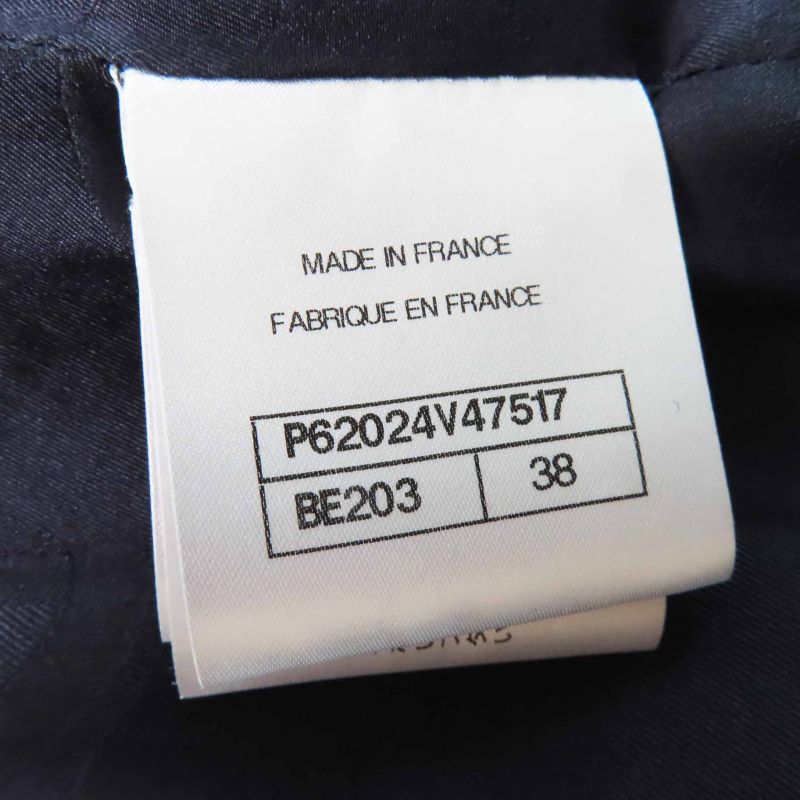 MADE IN FRANCE
FABRIQUE EN FRANCE
P62024V47517
BE203 38